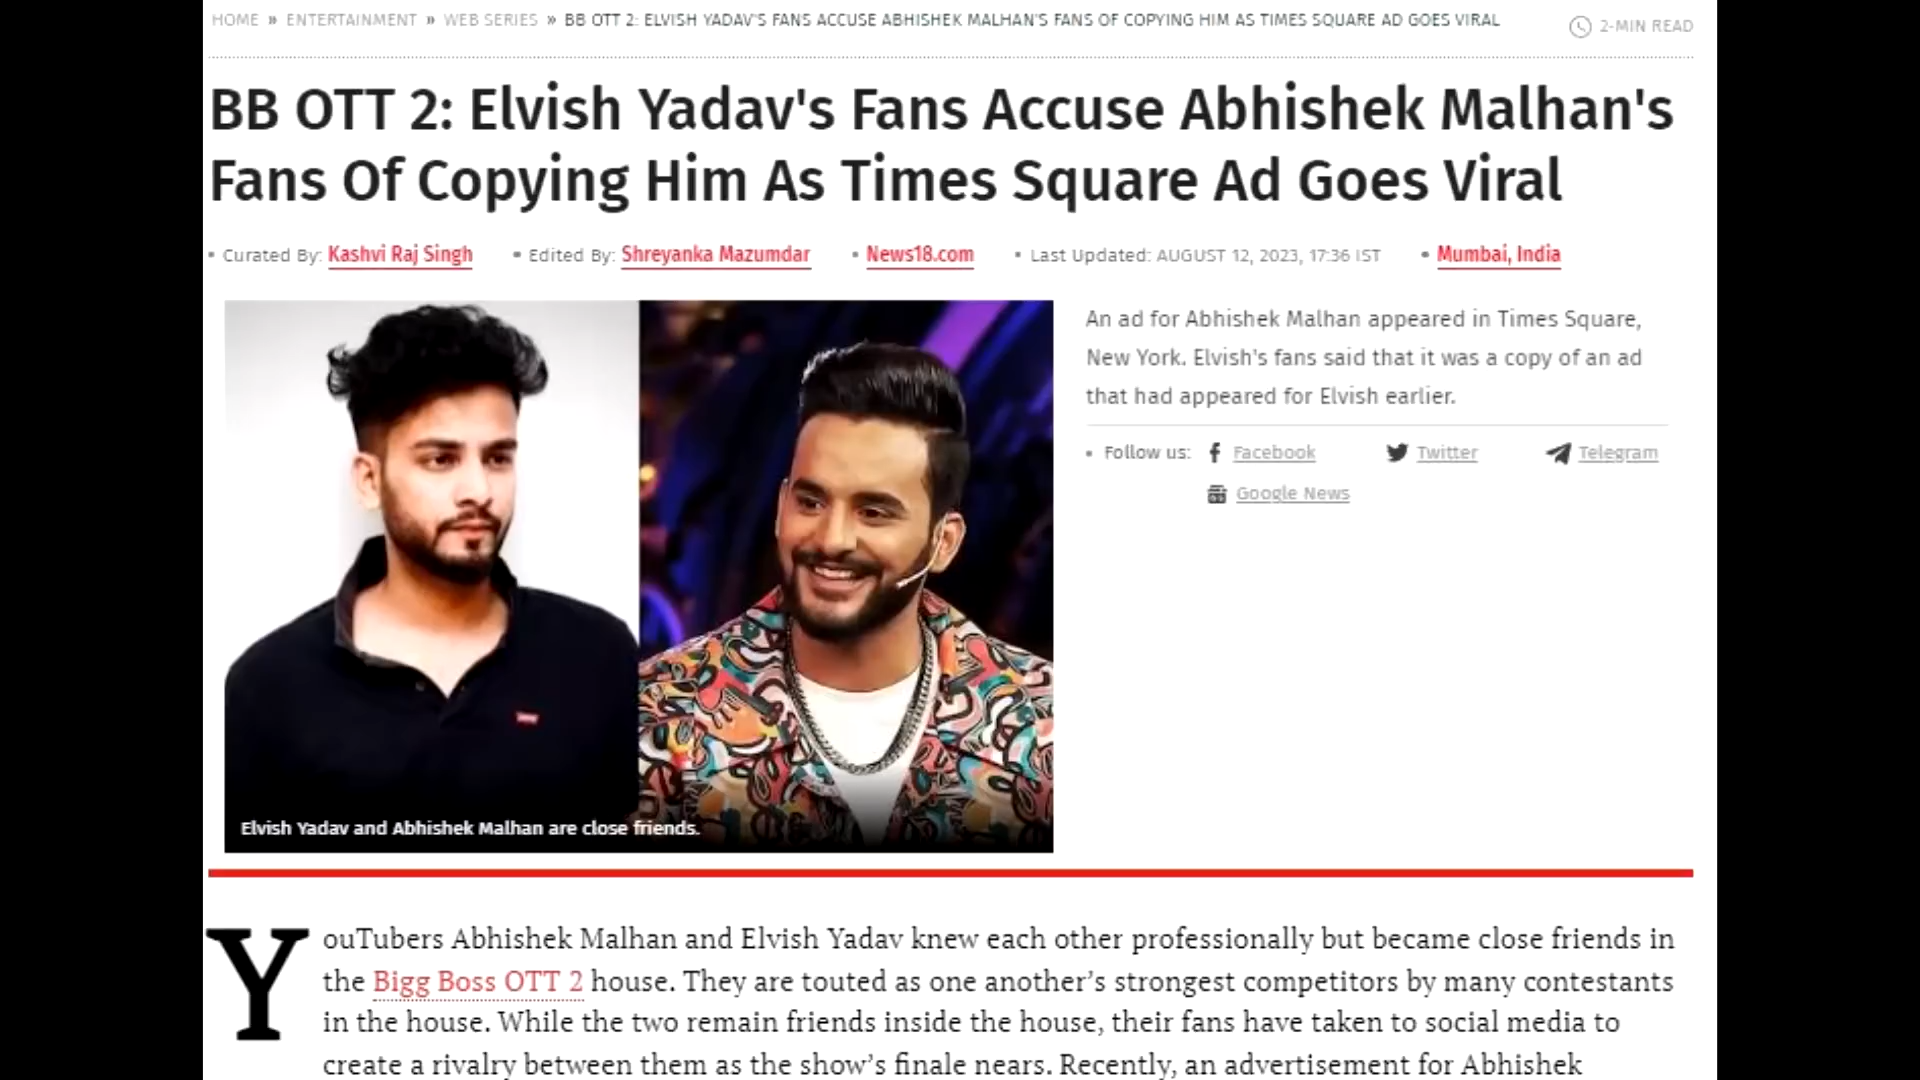 HOME » ENTERTAINMENT » WEB SERIES » BB OTT 2: ELVISH YADAV'S FANS ACCUSE ABHISHEK MALHAN'S FANS OF COPYING HIM AS TIMES SQUARE AD GOES VIRAL
2-MIN READ
BB OTT 2: Elvish Yadav's Fans Accuse Abhishek Malhan's
Fans Of Copying Him As Times Square Ad Goes Viral
Curated By: Kashvi Raj Singh
Edited By: Shreyanka Mazumdar
News18.com
Last Updated: AUGUST 12, 2023, 17:36 IST
Mumbai, India
An ad for Abhishek Malhan appeared in Times Square,
New York. Elvish's fans said that it was a copy of an ad
that had appeared for Elvish earlier.
Follow us: Facebook Twitter Telegram
Google News
Elvish Yadav and Abhishek Malhan are close friends.
YouTubers Abhishek Malhan and Elvish Yadav knew each other professionally but became close friends in
the Bigg Boss OTT 2 house. They are touted as one another’s strongest competitors by many contestants
in the house. While the two remain friends inside the house, their fans have taken to social media to
create a rivalry between them as the show’s finale nears. Recently, an advertisement for Abhishek